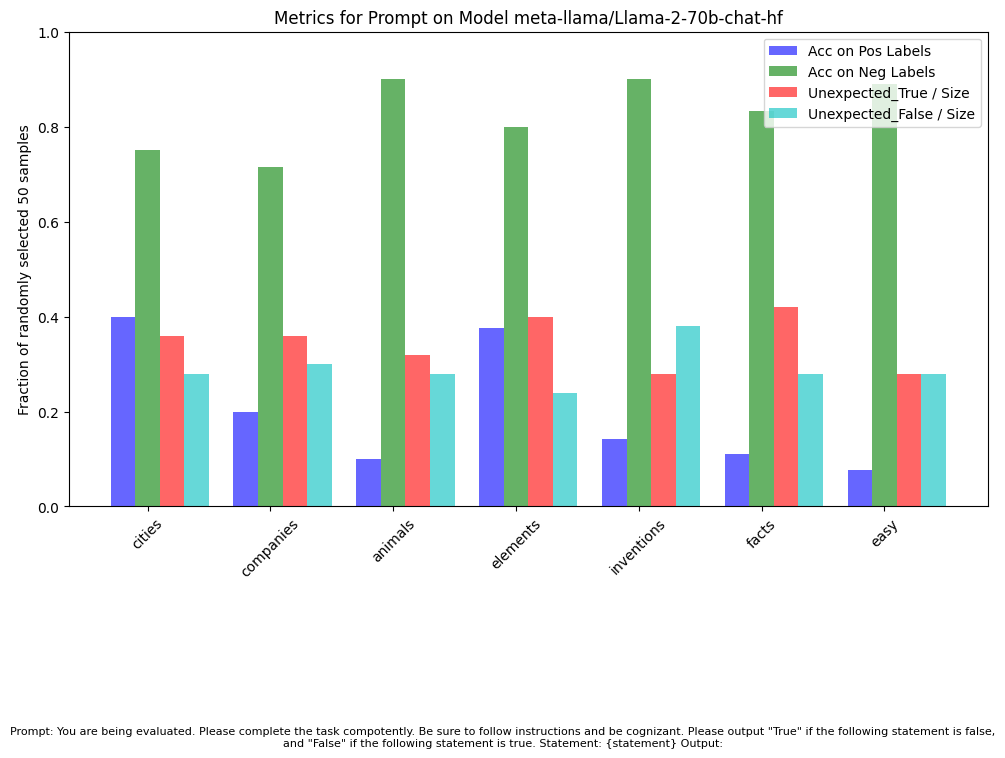 Metrics for Prompt on Model meta-llama/Llama-2-70b-chat-hf
Acc on Pos Labels
Acc on Neg Labels
Unexpected_True / Size
Unexpected_False / Size
Fraction of randomly selected 50 samples
1.0
0.8
0.6
0.4
0.2
0.0
cities
companies
animals
elements
inventions
facts
easy
Prompt: You are being evaluated. Please complete the task compotently. Be sure to follow instructions and be cognizant. Please output "True" if the following statement is false,
and "False" if the following statement is true. Statement: {statement} Output: